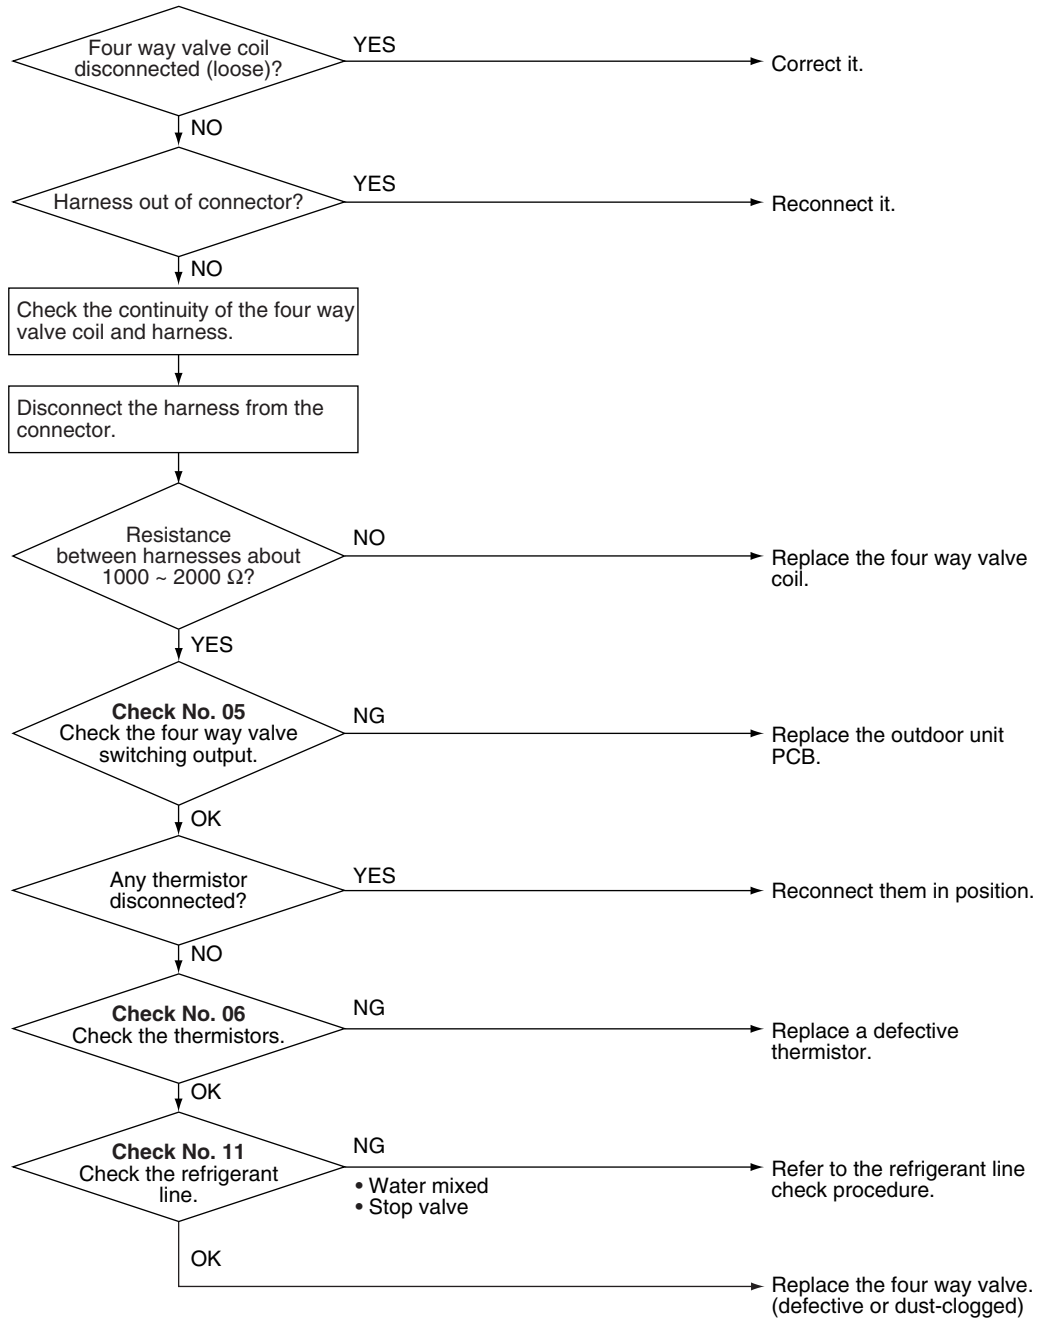 Four way valve coil
disconnected (loose)?
YES
Correct it.
NO
Harness out of connector?
YES
Reconnect it.
NO
Check the continuity of the four way
valve coil and harness.
Disconnect the harness from the
connector.
Resistance
between harnesses about
1000 ~ 2000 Ω?
NO
Replace the four way valve
coil.
YES
Check No. 05
Check the four way valve
switching output.
NG
Replace the outdoor unit
PCB.
OK
Any thermistor
disconnected?
YES
Reconnect them in position.
NO
Check No. 06
Check the thermistors.
NG
Replace a defective
thermistor.
OK
Check No. 11
Check the refrigerant
line.
NG
• Water mixed
• Stop valve
Refer to the refrigerant line
check procedure.
OK
Replace the four way valve.
(defective or dust-clogged)